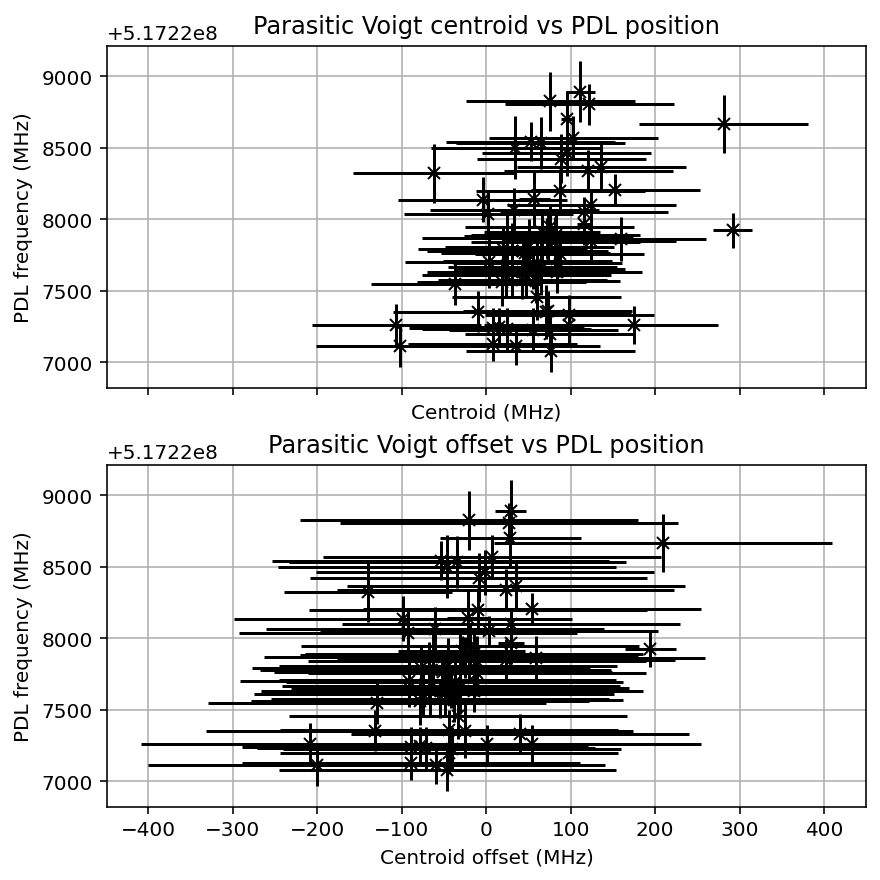 Parasitic Voigt centroid vs PDL position
+5.1722e8
9000
8500
8000
7500
7000
PDL frequency (MHz)
Centroid (MHz)
Parasitic Voigt offset vs PDL position
+5.1722e8
9000
8500
8000
7500
7000
PDL frequency (MHz)
−400 −300 −200 −100 0 100 200 300 400
Centroid offset (MHz)